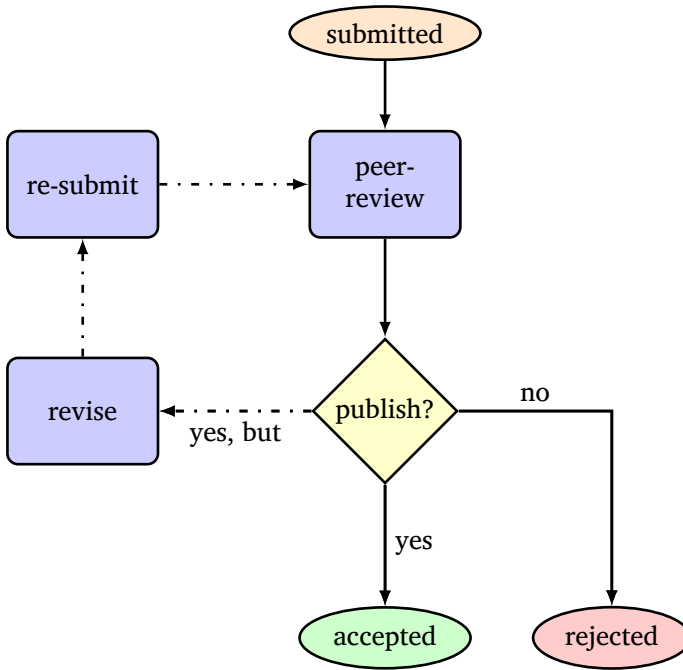 submitted
re-submit
peer-
review
revise
publish?
no
yes, but
yes
accepted
rejected